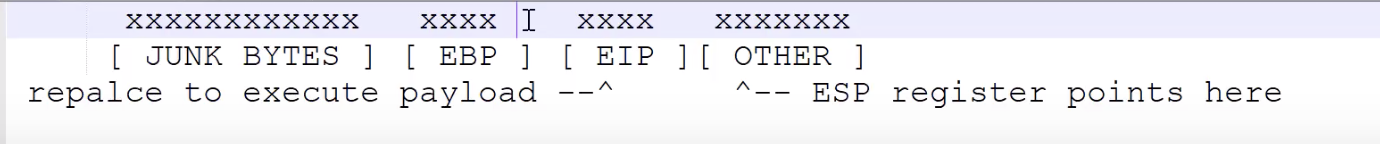 xxxxxxxxxxxx xxxx xxxx xxxxxxx
[ JUNK BYTES ] [ EBP ] [ EIP ][ OTHER ]
repalce to execute payload --^ ^-- ESP register points here